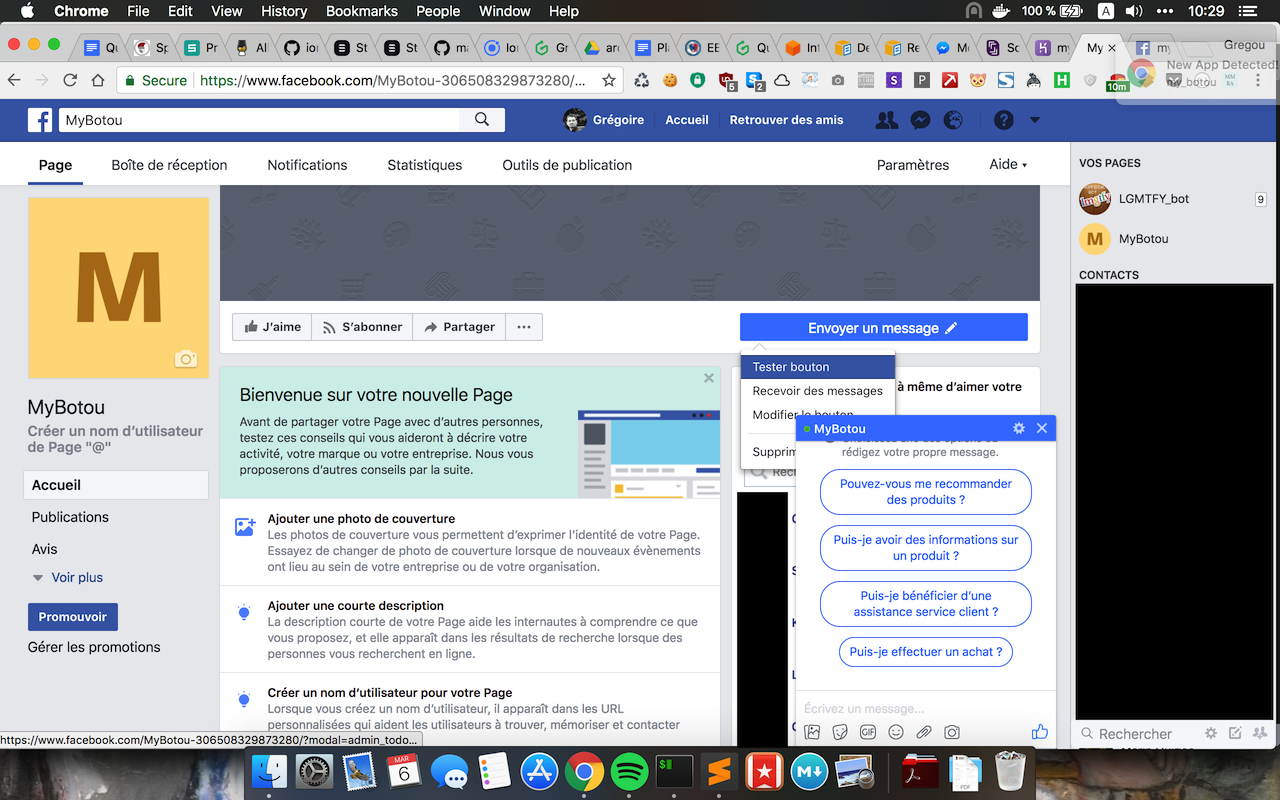 Chrome File Edit View History Bookmarks People Window Help 100 % A 10:29
Qu Sp Pr All ior St St ma Ior Gr arc Pla EE Qu Int De Re Me Sc my My my Gregou
Secure https://www.facebook.com/MyBotou-306508329873280/...
New App Detected!
my_botou
5 2 S P H S 10m
MyBotou Grégoire Accueil Retrouver des amis
Page Boîte de réception Notifications Statistiques Outils de publication Paramètres Aide
VOS PAGES
LGMTFY_bot 9
M MyBotou
CONTACTS
M
MyBotou
Créer un nom d'utilisateur
de Page "@"
Accueil
Publications
Avis
Voir plus
Promouvoir
Gérer les promotions
J'aime S'abonner Partager ...
Envoyer un message
Tester bouton
Recevoir des messages
Modifier le bouton
Supprim
à même d'aimer votre
Bienvenue sur votre nouvelle Page
Avant de partager votre Page avec d'autres personnes,
testez ces conseils qui vous aideront à décrire votre
activité, votre marque ou votre entreprise. Nous vous
proposerons d'autres conseils par la suite.
Ajouter une photo de couverture
Les photos de couverture vous permettent d'exprimer l'identité de votre Page.
Essayez de changer de photo de couverture lorsque de nouveaux évènements
ont lieu au sein de votre entreprise ou de votre organisation.
Ajouter une courte description
La description courte de votre Page aide les internautes à comprendre ce que
vous proposez, et elle apparaît dans les résultats de recherche lorsque des
personnes vous recherchent en ligne.
Créer un nom d'utilisateur pour votre Page
Lorsque vous créez un nom d'utilisateur, il apparaît dans les URL
personnalisées qui aident les utilisateurs à trouver, mémoriser et contacter
Rech
MyBotou
rédigez votre propre message.
Pouvez-vous me recommander
des produits ?
Puis-je avoir des informations sur
un produit ?
Puis-je bénéficier d'une
assistance service client ?
Puis-je effectuer un achat ?
Écrivez un message...
GIF
Rechercher
https://www.facebook.com/MyBotou-306508329873280/?modal=admin_todo...
MAR
6
$
M
PDF